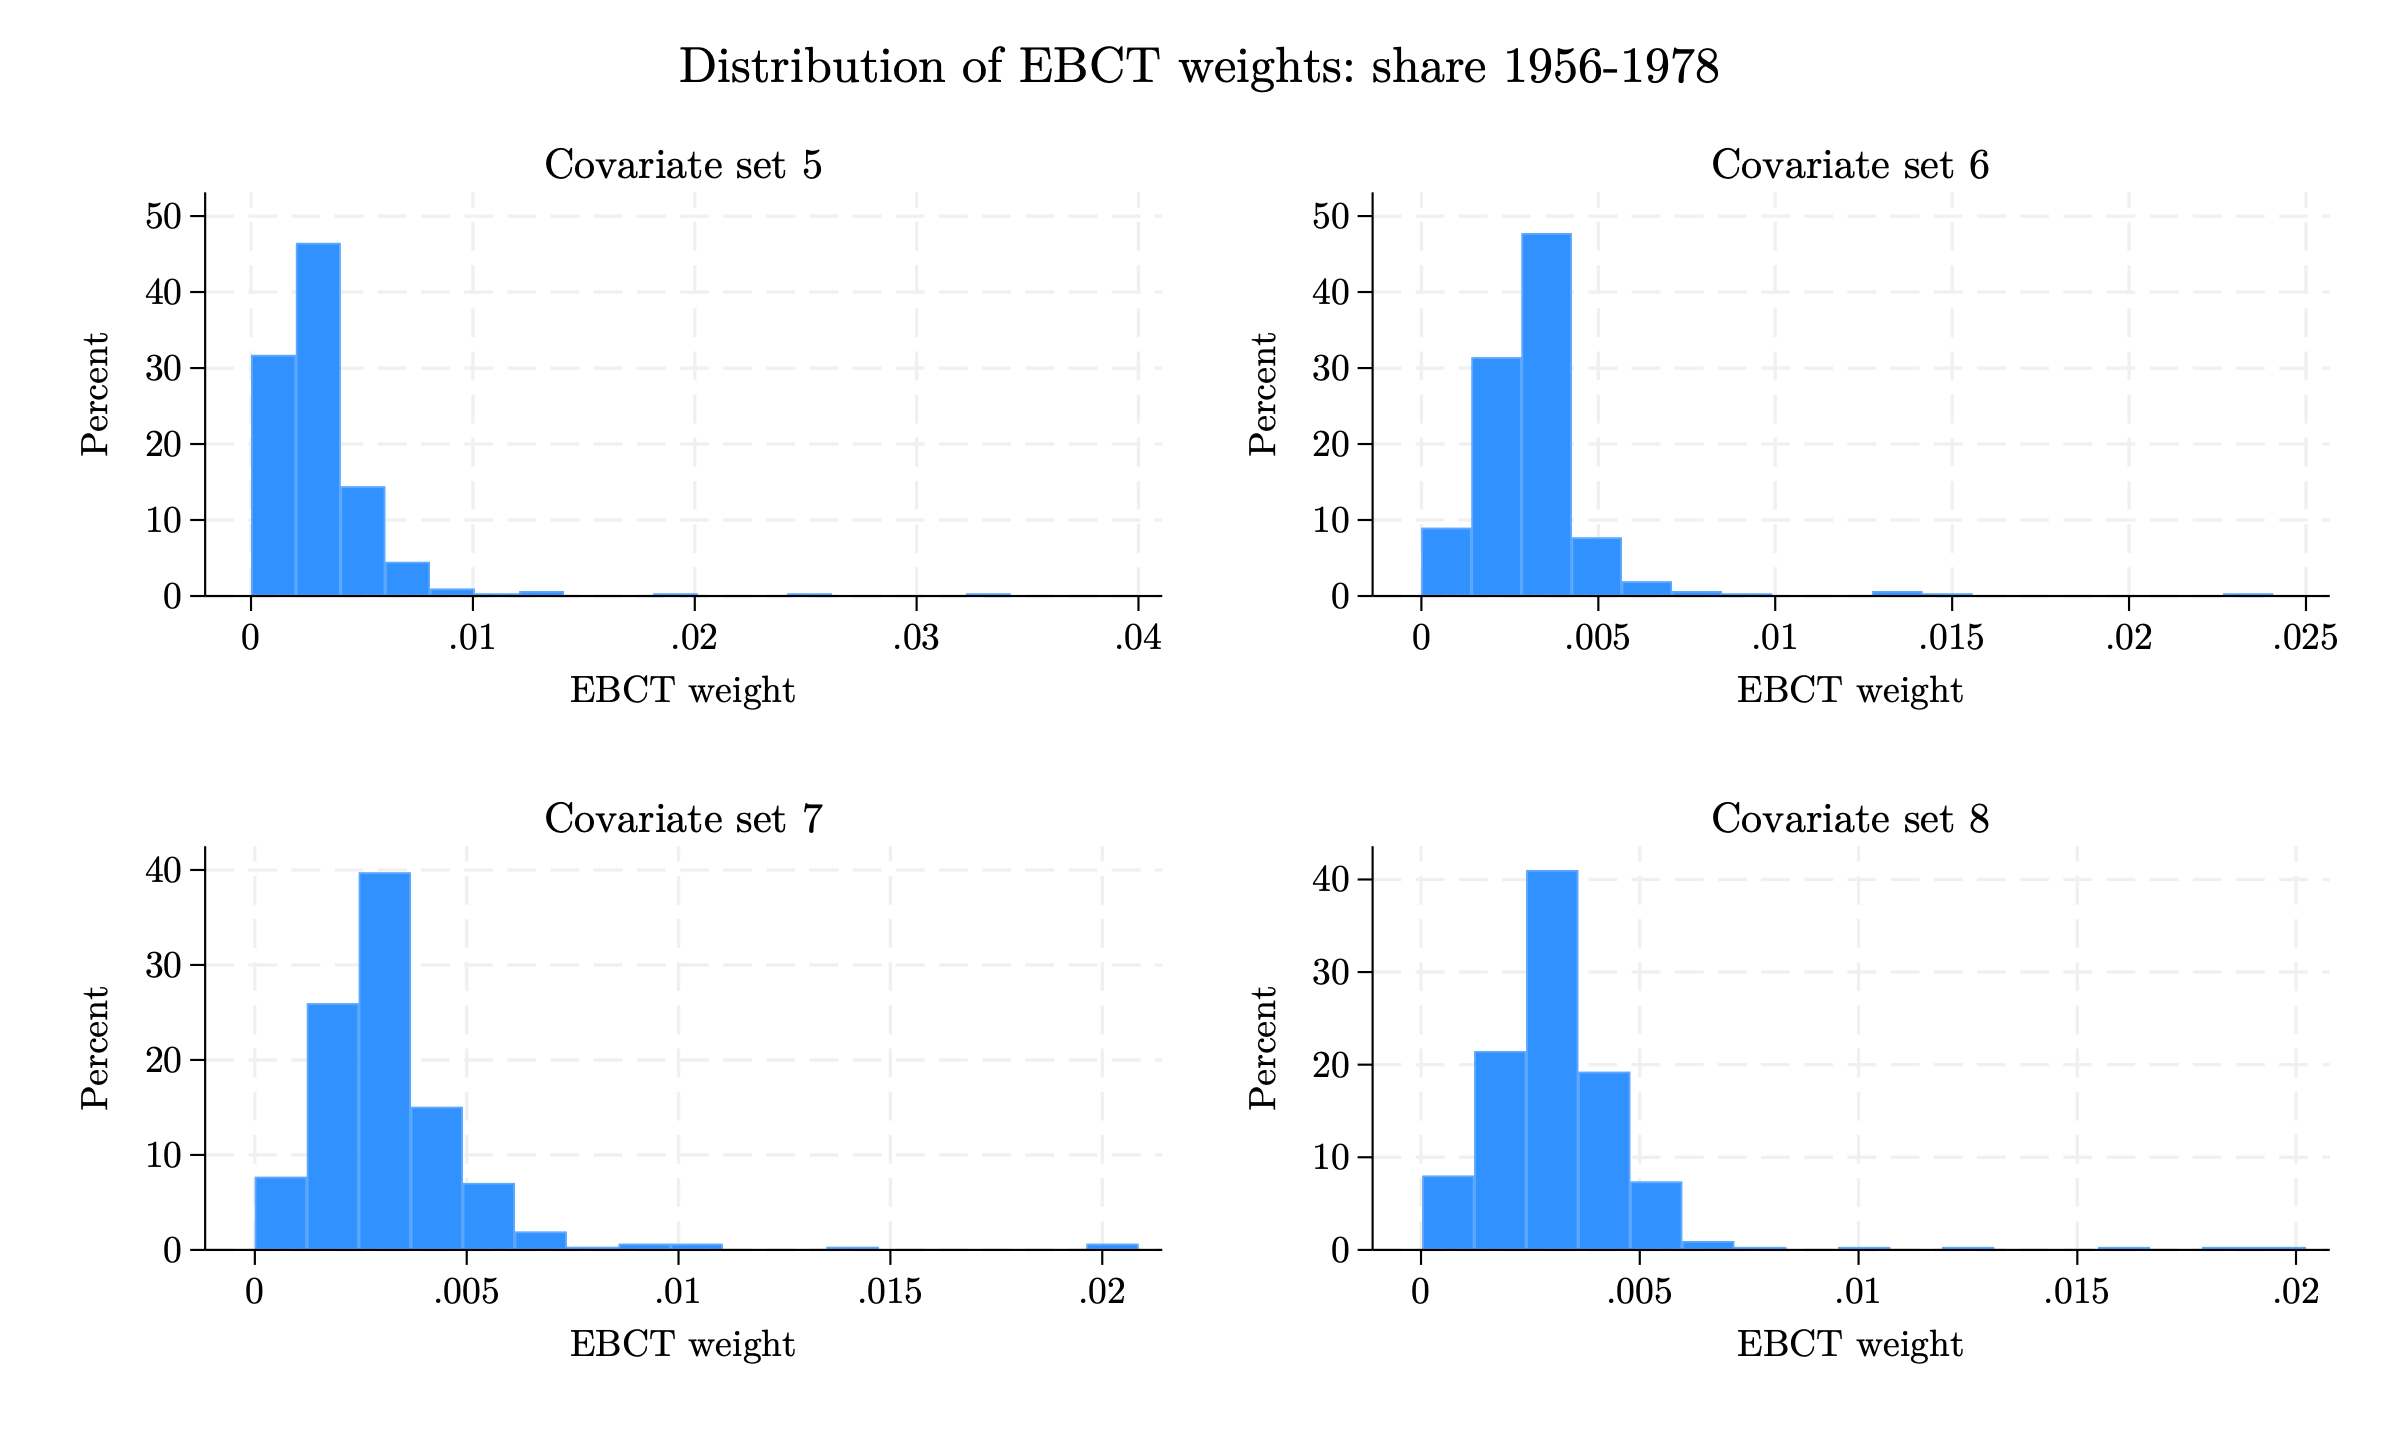 Distribution of EBCT weights: share 1956-1978
Covariate set 5
50
40
30
20
10
0
Percent
0 .01 .02 .03 .04
EBCT weight
Covariate set 6
50
40
30
20
10
0
Percent
0 .005 .01 .015 .02 .025
EBCT weight
Covariate set 7
40
30
20
10
0
Percent
0 .005 .01 .015 .02
EBCT weight
Covariate set 8
40
30
20
10
0
Percent
0 .005 .01 .015 .02
EBCT weight